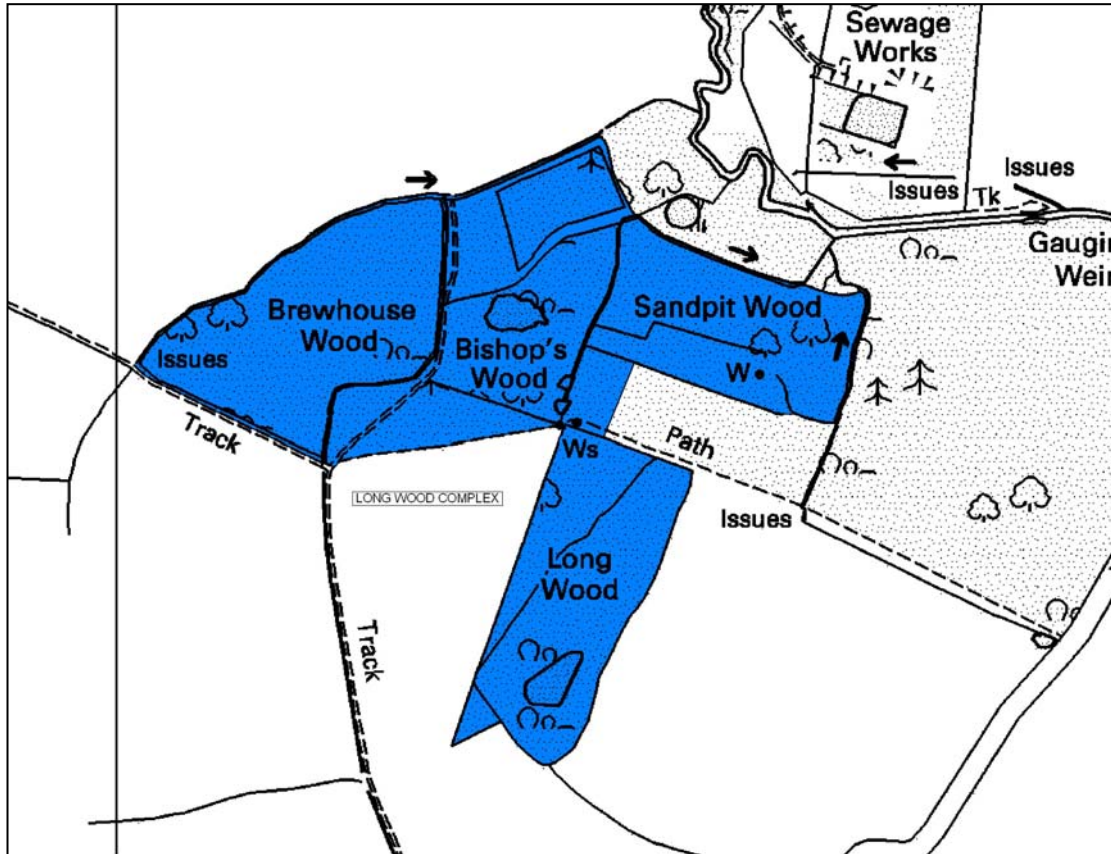 Sewage
Works
Issues
Issues
Tk
Gaugin
Weir
Brewhouse
Wood
Issues
Sandpit Wood
Bishop's
Wood
W
Track
Ws
Path
LONG WOOD COMPLEX
Issues
Long
Wood
Track